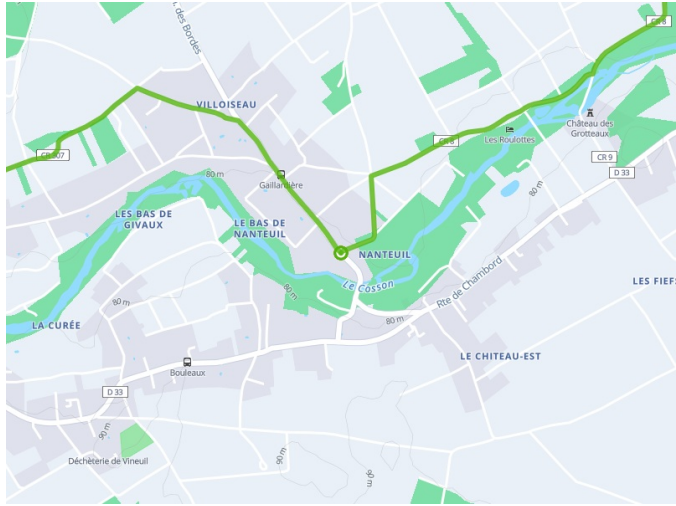 CR 8
des Bordes
VILLOISEAU
Château des
Grotteaux
Les Roulottes
CR 8
CR 9
D 33
80 m
Gaillardière
80 m
LES BAS DE
GIVAUX
LE BAS DE
NANTEUIL
NANTEUIL
Rte de Chambord
LES FIEFS
Le Cosson
80 m
80 m
80 m
LA CURÉE
LE CHITEAU-EST
Bouleaux
D 33
90 m
Déchèterie de Vineuil
90 m
90 m